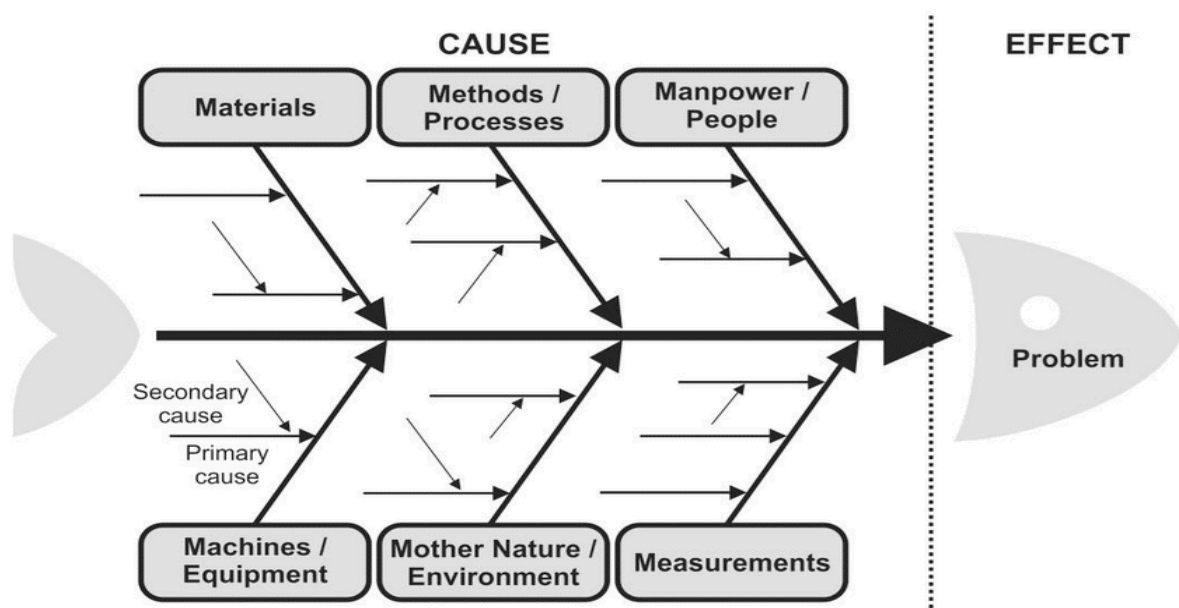 CAUSE
EFFECT
Materials
Methods /
Processes
Manpower /
People
Problem
Secondary
cause
Primary
cause
Machines /
Equipment
Mother Nature /
Environment
Measurements